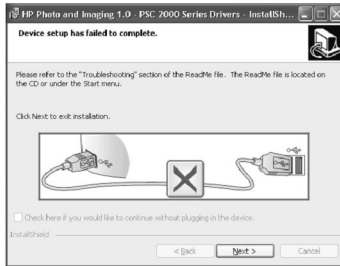 HP Photo and Imaging 1.0 - PSC 2000 Series Drivers - InstallSh...
Device setup has failed to complete.
Please refer to the "Troubleshooting" section of the ReadMe file. The ReadMe file is located on
the CD or under the Start menu.
Click Next to exit installation.
Check here if you would like to continue without plugging in the device.
InstallShield
< Back Next > Cancel